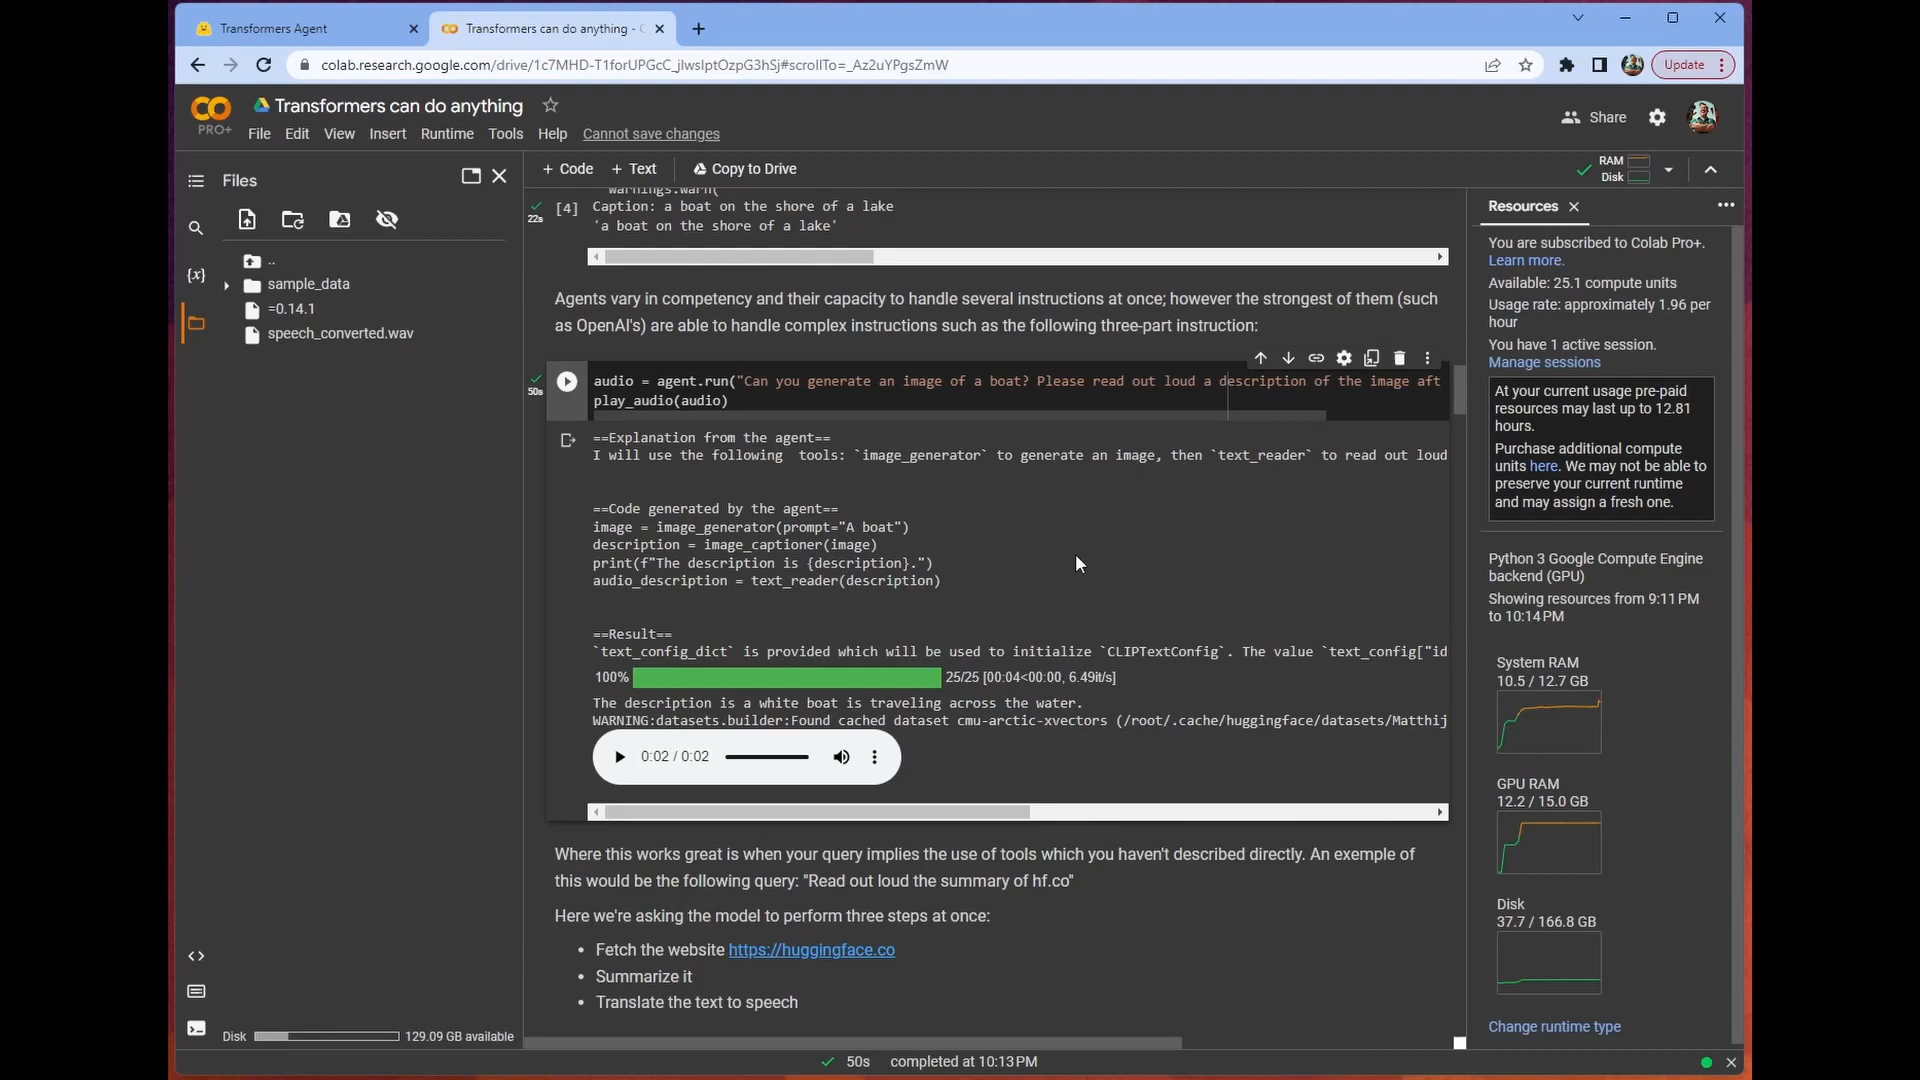 Transformers Agent
Transformers can do anything - C
colab.research.google.com/drive/1c7MHD-T1forUPGcC_jlwsIptOzpG3hSj#scrollTo=_Az2uYPgsZmW
Update
PRO+
Transformers can do anything
File Edit View Insert Runtime Tools Help Cannot save changes
Share
Files
+ Code + Text Copy to Drive
RAM
Disk
..
sample_data
=0.14.1
speech_converted.wav
{x}
Disk 129.09 GB available
warnings.warn(
22s
[4] Caption: a boat on the shore of a lake
'a boat on the shore of a lake'
Agents vary in competency and their capacity to handle several instructions at once; however the strongest of them (such
as OpenAI's) are able to handle complex instructions such as the following three-part instruction:
50s
audio = agent.run("Can you generate an image of a boat? Please read out loud a description of the image aft
play_audio(audio)
==Explanation from the agent==
I will use the following  tools: `image_generator` to generate an image, then `text_reader` to read out loud
==Code generated by the agent==
image = image_generator(prompt="A boat")
description = image_captioner(image)
print(f"The description is {description}.")
audio_description = text_reader(description)
==Result==
`text_config_dict` is provided which will be used to initialize `CLIPTextConfig`. The value `text_config["id
100% 25/25 [00:04<00:00, 6.49it/s]
The description is a white boat is traveling across the water.
WARNING:datasets.builder:Found cached dataset cmu-arctic-xvectors (/root/.cache/huggingface/datasets/Matthij
0:02 / 0:02
Where this works great is when your query implies the use of tools which you haven't described directly. An exemple of
this would be the following query: "Read out loud the summary of hf.co"
Here we're asking the model to perform three steps at once:
• Fetch the website https://huggingface.co
• Summarize it
• Translate the text to speech
Resources
You are subscribed to Colab Pro+.
Learn more.
Available: 25.1 compute units
Usage rate: approximately 1.96 per
hour
You have 1 active session.
Manage sessions
At your current usage pre-paid
resources may last up to 12.81
hours.
Purchase additional compute
units here. We may not be able to
preserve your current runtime
and may assign a fresh one.
Python 3 Google Compute Engine
backend (GPU)
Showing resources from 9:11 PM
to 10:14 PM
System RAM
10.5 / 12.7 GB
GPU RAM
12.2 / 15.0 GB
Disk
37.7 / 166.8 GB
Change runtime type
50s completed at 10:13 PM